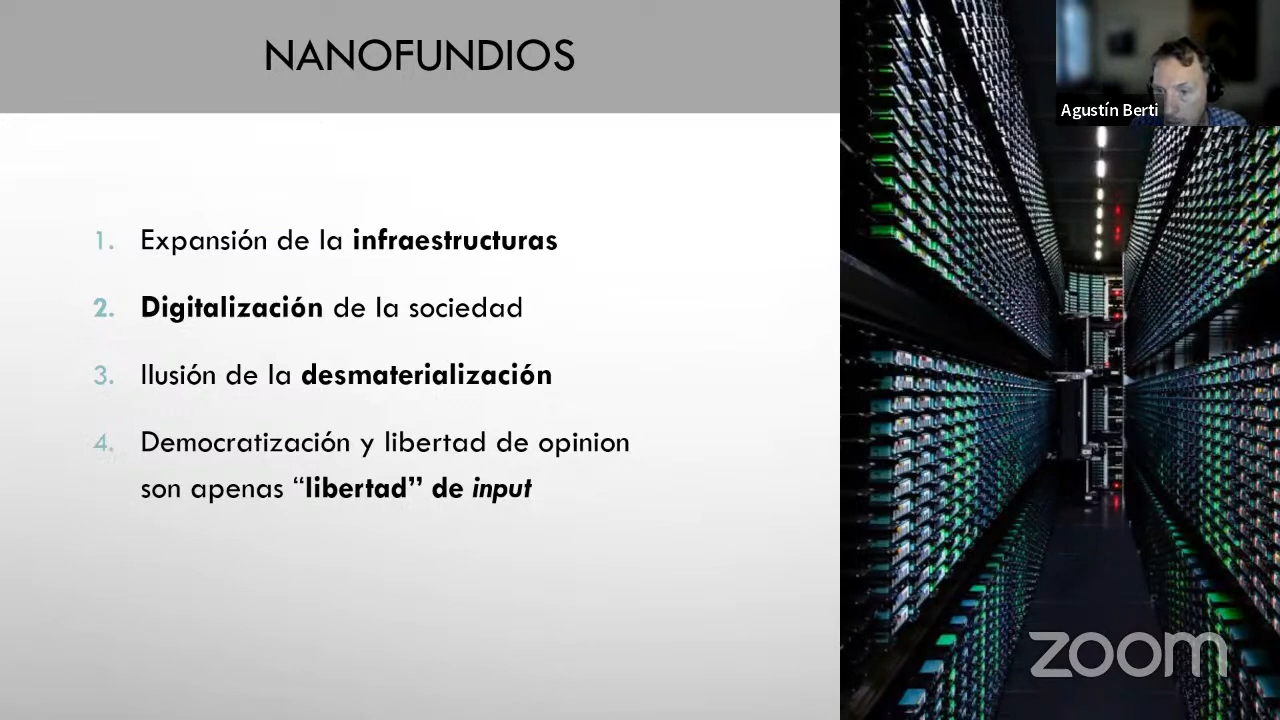 NANOFUNDIOS
1. Expansión de la infraestructuras
2. Digitalización de la sociedad
3. Ilusión de la desmaterialización
4. Democratización y libertad de opinion
son apenas “libertad” de input
Agustín Berti
zoom